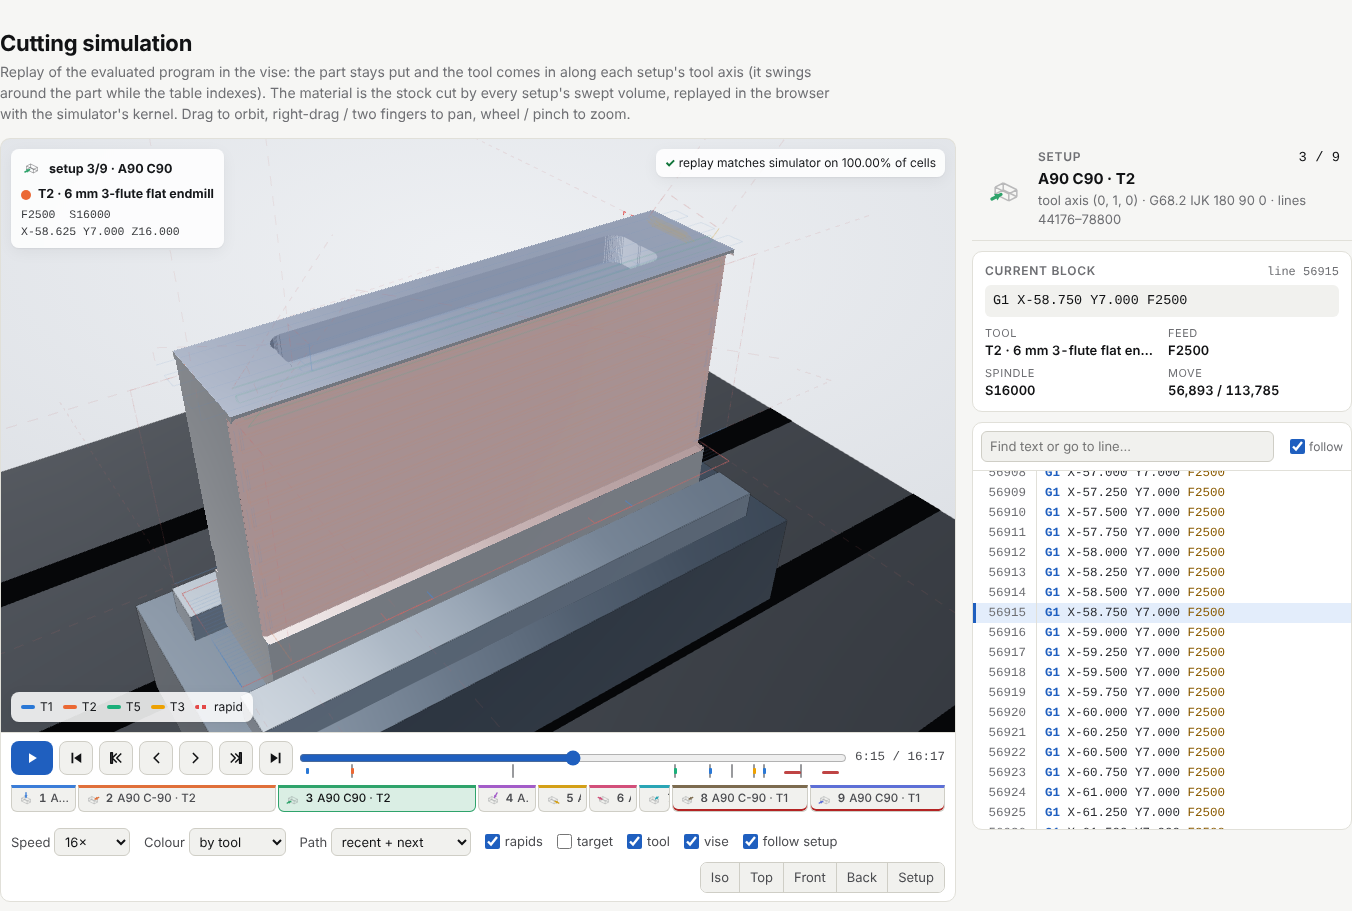 Cutting simulation
Replay of the evaluated program in the vise: the part stays put and the tool comes in along each setup's tool axis (it swings
around the part while the table indexes). The material is the stock cut by every setup's swept volume, replayed in the browser
with the simulator's kernel. Drag to orbit, right-drag / two fingers to pan, wheel / pinch to zoom.
setup 3/9 · A90 C90
T2 · 6 mm 3-flute flat endmill
F2500 S16000
X-58.625 Y7.000 Z16.000
✓ replay matches simulator on 100.00% of cells
T1 T2 T5 T3 rapid
6:15 / 16:17
1 A... 2 A90 C-90 · T2 3 A90 C90 · T2 4 A. 5 6 8 A90 C-90 · T1 9 A90 C90 · T1
Speed 16× Colour by tool Path recent + next rapids target tool vise follow setup
Iso Top Front Back Setup
SETUP 3 / 9
A90 C90 · T2
tool axis (0, 1, 0) · G68.2 IJK 180 90 0 · lines
44176–78800
CURRENT BLOCK line 56915
G1 X-58.750 Y7.000 F2500
TOOL FEED
T2 · 6 mm 3-flute flat en... F2500
SPINDLE MOVE
S16000 56,893 / 113,785
Find text or go to line... follow
56908 G1 X-57.000 Y7.000 F2500
56909 G1 X-57.250 Y7.000 F2500
56910 G1 X-57.500 Y7.000 F2500
56911 G1 X-57.750 Y7.000 F2500
56912 G1 X-58.000 Y7.000 F2500
56913 G1 X-58.250 Y7.000 F2500
56914 G1 X-58.500 Y7.000 F2500
56915 G1 X-58.750 Y7.000 F2500
56916 G1 X-59.000 Y7.000 F2500
56917 G1 X-59.250 Y7.000 F2500
56918 G1 X-59.500 Y7.000 F2500
56919 G1 X-59.750 Y7.000 F2500
56920 G1 X-60.000 Y7.000 F2500
56921 G1 X-60.250 Y7.000 F2500
56922 G1 X-60.500 Y7.000 F2500
56923 G1 X-60.750 Y7.000 F2500
56924 G1 X-61.000 Y7.000 F2500
56925 G1 X-61.250 Y7.000 F2500